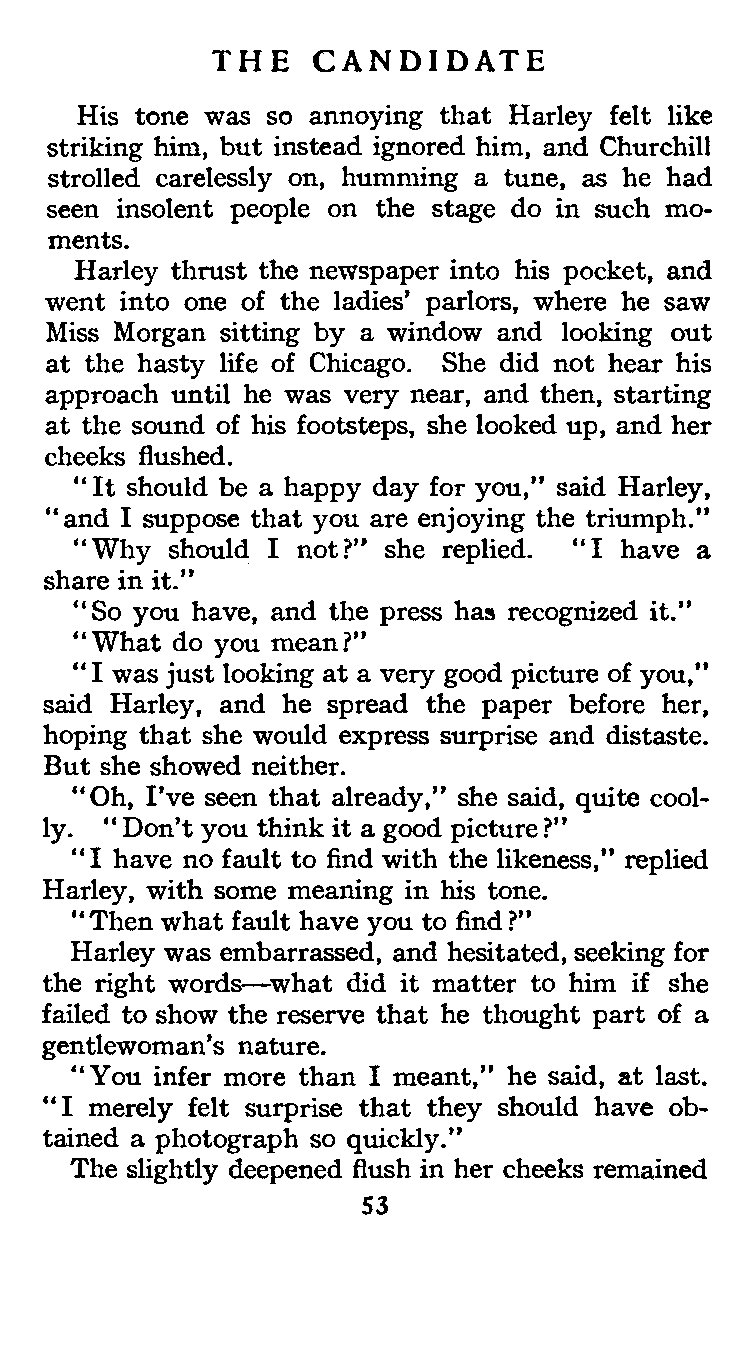 THE CANDIDATE
His tone was so annoying that Harley felt like
striking him, but instead ignored him, and Churchill
strolled carelessly on, humming a tune, as he had
seen insolent people on the stage do in such mo-
ments.
Harley thrust the newspaper into his pocket, and
went into one of the ladies' parlors, where he saw
Miss Morgan sitting by a window and looking out
at the hasty life of Chicago. She did not hear his
approach until he was very near, and then, starting
at the sound of his footsteps, she looked up, and her
cheeks flushed.
"It should be a happy day for you," said Harley,
"and I suppose that you are enjoying the triumph."
"Why should I not?" she replied. "I have a
share in it."
"So you have, and the press has recognized it."
"What do you mean?"
"I was just looking at a very good picture of you,"
said Harley, and he spread the paper before her,
hoping that she would express surprise and distaste.
But she showed neither.
"Oh, I've seen that already," she said, quite cool-
ly. "Don't you think it a good picture?"
"I have no fault to find with the likeness," replied
Harley, with some meaning in his tone.
"Then what fault have you to find?"
Harley was embarrassed, and hesitated, seeking for
the right words—what did it matter to him if she
failed to show the reserve that he thought part of a
gentlewoman's nature.
"You infer more than I meant," he said, at last.
"I merely felt surprise that they should have ob-
tained a photograph so quickly."
The slightly deepened flush in her cheeks remained
53